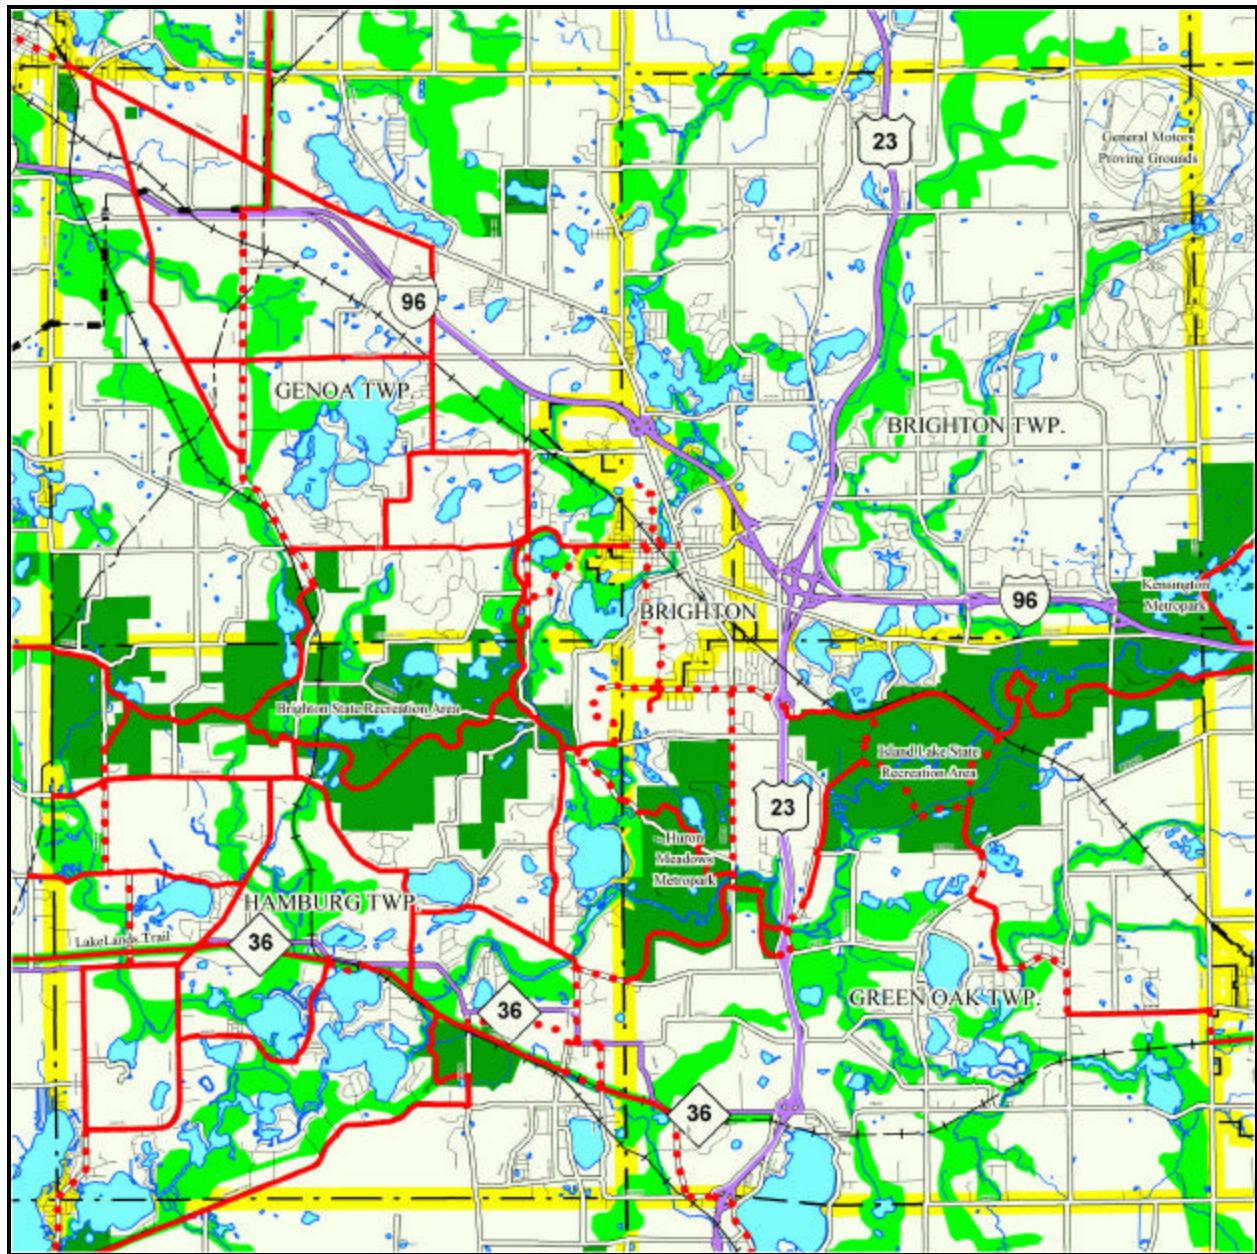 23
General Motors
Proving Grounds
96
GENOA TWP.
BRIGHTON TWP.
Kensington
Metropark
96
BRIGHTON
Brighton State Recreation Area
Island Lake State
Recreation Area
23
Huron
Meadows
Metropark
HAMBURG TWP.
LakeLands Trail
36
36
GREEN OAK TWP.
36